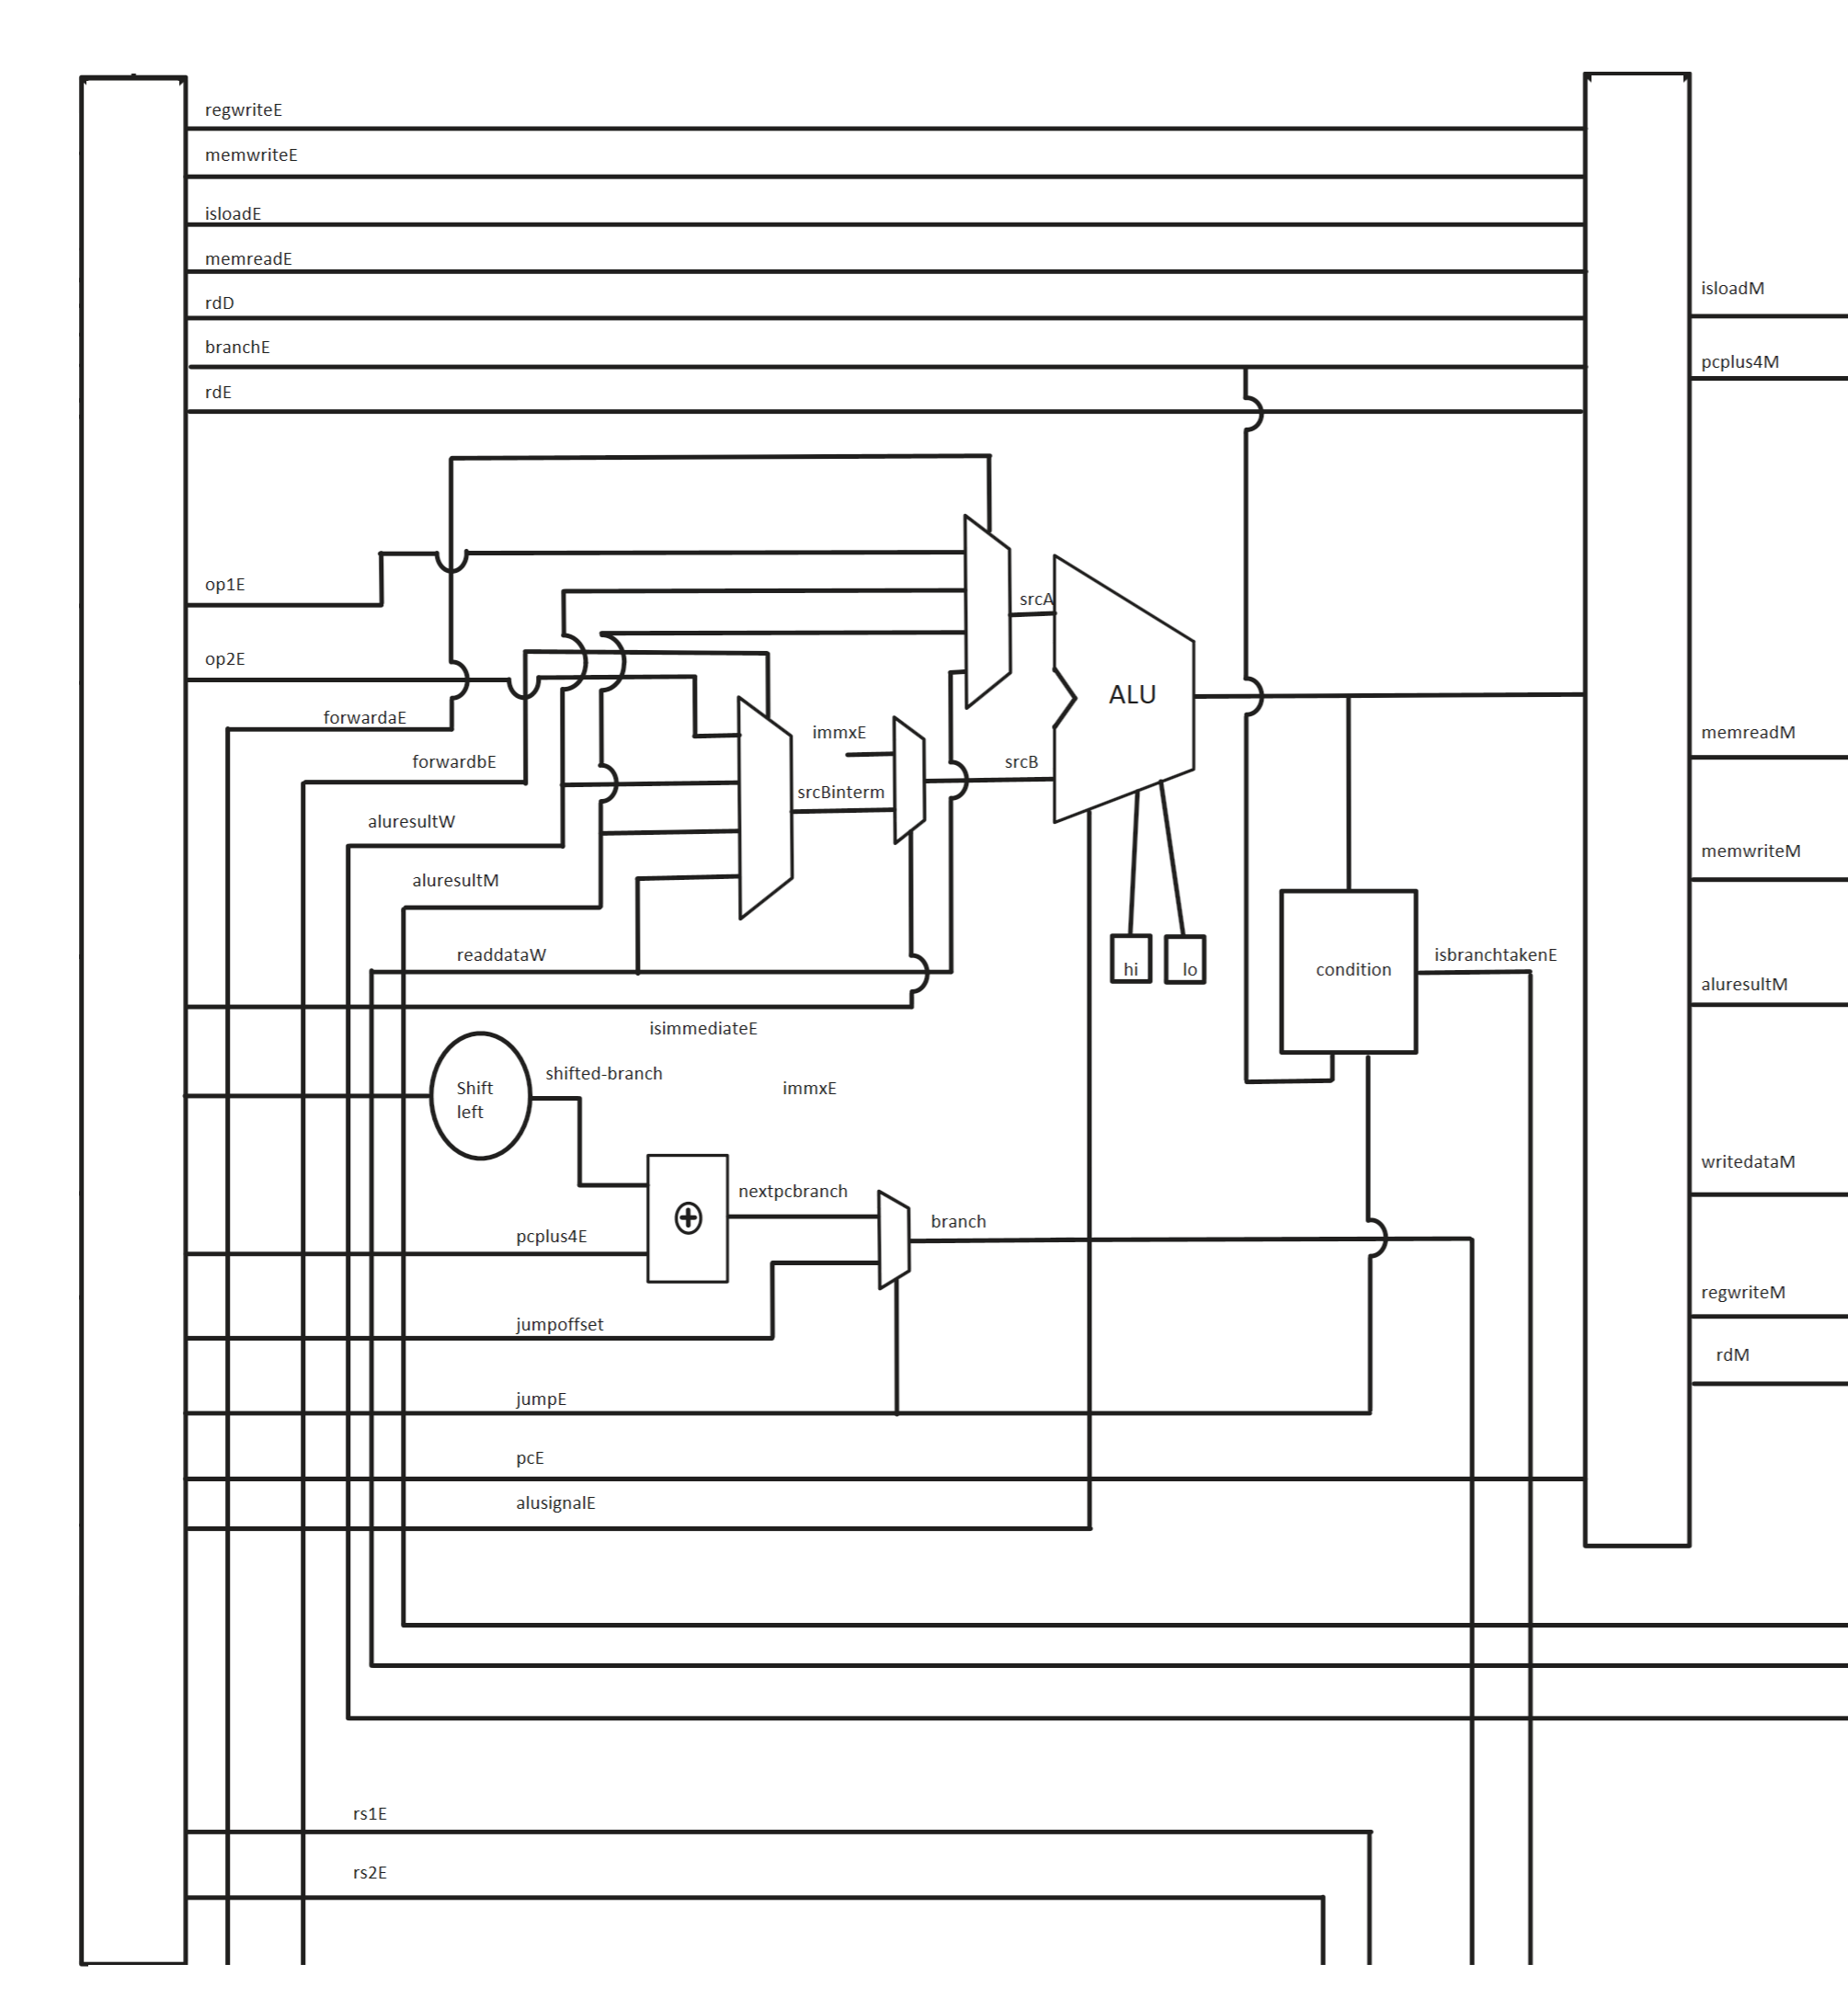 regwriteE
memwriteE
isloadE
memreadE
rdD
branchE
rdE
op1E
op2E
forwardaE
forwardbE
aluresultW
aluresultM
readdataW
isimmediateE
immxE
srcBinterm
srcA
srcB
ALU
hi
lo
condition
isbranchtakenE
Shift
left
shifted-branch
immxE
nextpcbranch
branch
pcplus4E
jumpoffset
jumpE
pcE
alusignalE
rs1E
rs2E
isloadM
pcplus4M
memreadM
memwriteM
aluresultM
writedataM
regwriteM
rdM